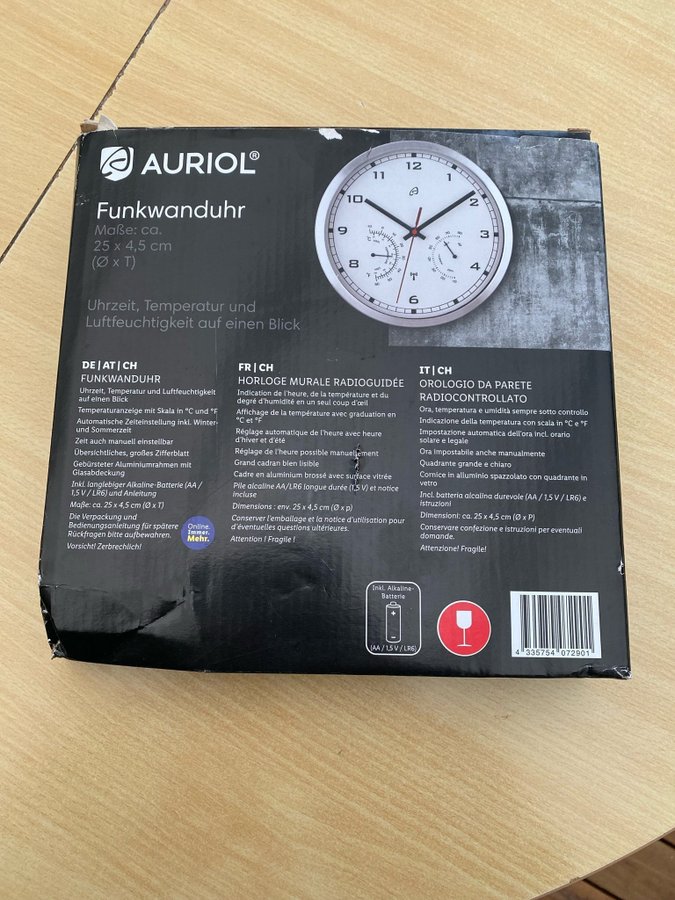 AURIOL®
Funkwanduhr
Maße: ca.
25 x 4,5 cm
(Ø x T)
Uhrzeit, Temperatur und
Luftfeuchtigkeit auf einen Blick
12
1
2
3
4
5
6
7
8
9
10
11
DE|AT|CH
FUNKWANDUHR
Uhrzeit, Temperatur und Luftfeuchtigkeit
auf einen Blick
Temperaturanzeige mit Skala in °C und °F
Automatische Zeiteinstellung inkl. Winter-
und Sommerzeit
Zeit auch manuell einstellbar
Übersichtliches, großes Zifferblatt
Gebürsteter Aluminiumrahmen mit
Glasabdeckung
Inkl. langlebiger Alkaline-Batterie (AA /
1,5 V / LR6) und Anleitung
Maße: ca. 25 x 4,5 cm (Ø x T)
Die Verpackung und
Bedienungsanleitung für spätere
Rückfragen bitte aufbewahren.
Vorsicht! Zerbrechlich!
Online.
Immer.
Mehr.
FR|CH
HORLOGE MURALE RADIOGUIDÉE
Indication de l'heure, de la température et du
degré d'humidité en un seul coup d'œil
Affichage de la température avec graduation en
°C et °F
Réglage automatique de l'heure avec heure
d'hiver et d'été
Réglage de l'heure possible manuellement
Grand cadran bien lisible
Cadre en aluminium brossé avec surface vitrée
Pile alcaline AA/LR6 longue durée (1,5 V) et notice
incluse
Dimensions : env. 25 x 4,5 cm (Ø x p)
Conserver l'emballage et la notice d'utilisation pour
d'éventuelles questions ultérieures.
Attention ! Fragile !
IT|CH
OROLOGIO DA PARETE
RADIOCONTROLLATO
Ora, temperatura e umidità sempre sotto controllo
Indicazione della temperatura con scala in °C e °F
Impostazione automatica dell'ora incl. orario
solare e legale
Ora impostabile anche manualmente
Quadrante grande e chiaro
Cornice in alluminio spazzolato con quadrante in
vetro
Incl. batteria alcalina durevole (AA / 1,5 V / LR6) e
istruzioni
Dimensioni: ca. 25 x 4,5 cm (Ø x P)
Conservare confezione e istruzioni per eventuali
domande.
Attenzione! Fragile!
Inkl. Alkaline-
Batterie
(AA / 1,5 V / LR6)
4 335754 072901